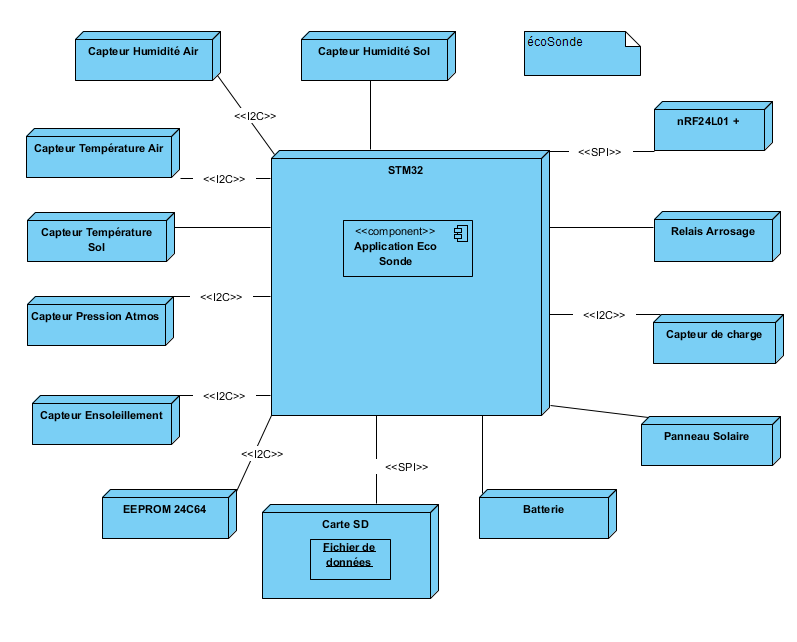 écoSonde
Capteur Humidité Air
Capteur Humidité Sol
<<I2C>>
nRF24L01 +
Capteur Température Air
<<SPI>>
<<I2C>>
STM32
Capteur Température
Sol
<<component>>
Application Eco
Sonde
Relais Arrosage
<<I2C>>
Capteur Pression Atmos
<<I2C>>
Capteur de charge
<<I2C>>
Capteur Ensoleillement
Panneau Solaire
<<I2C>>
<<SPI>>
EEPROM 24C64
Carte SD
Fichier de
données
Batterie